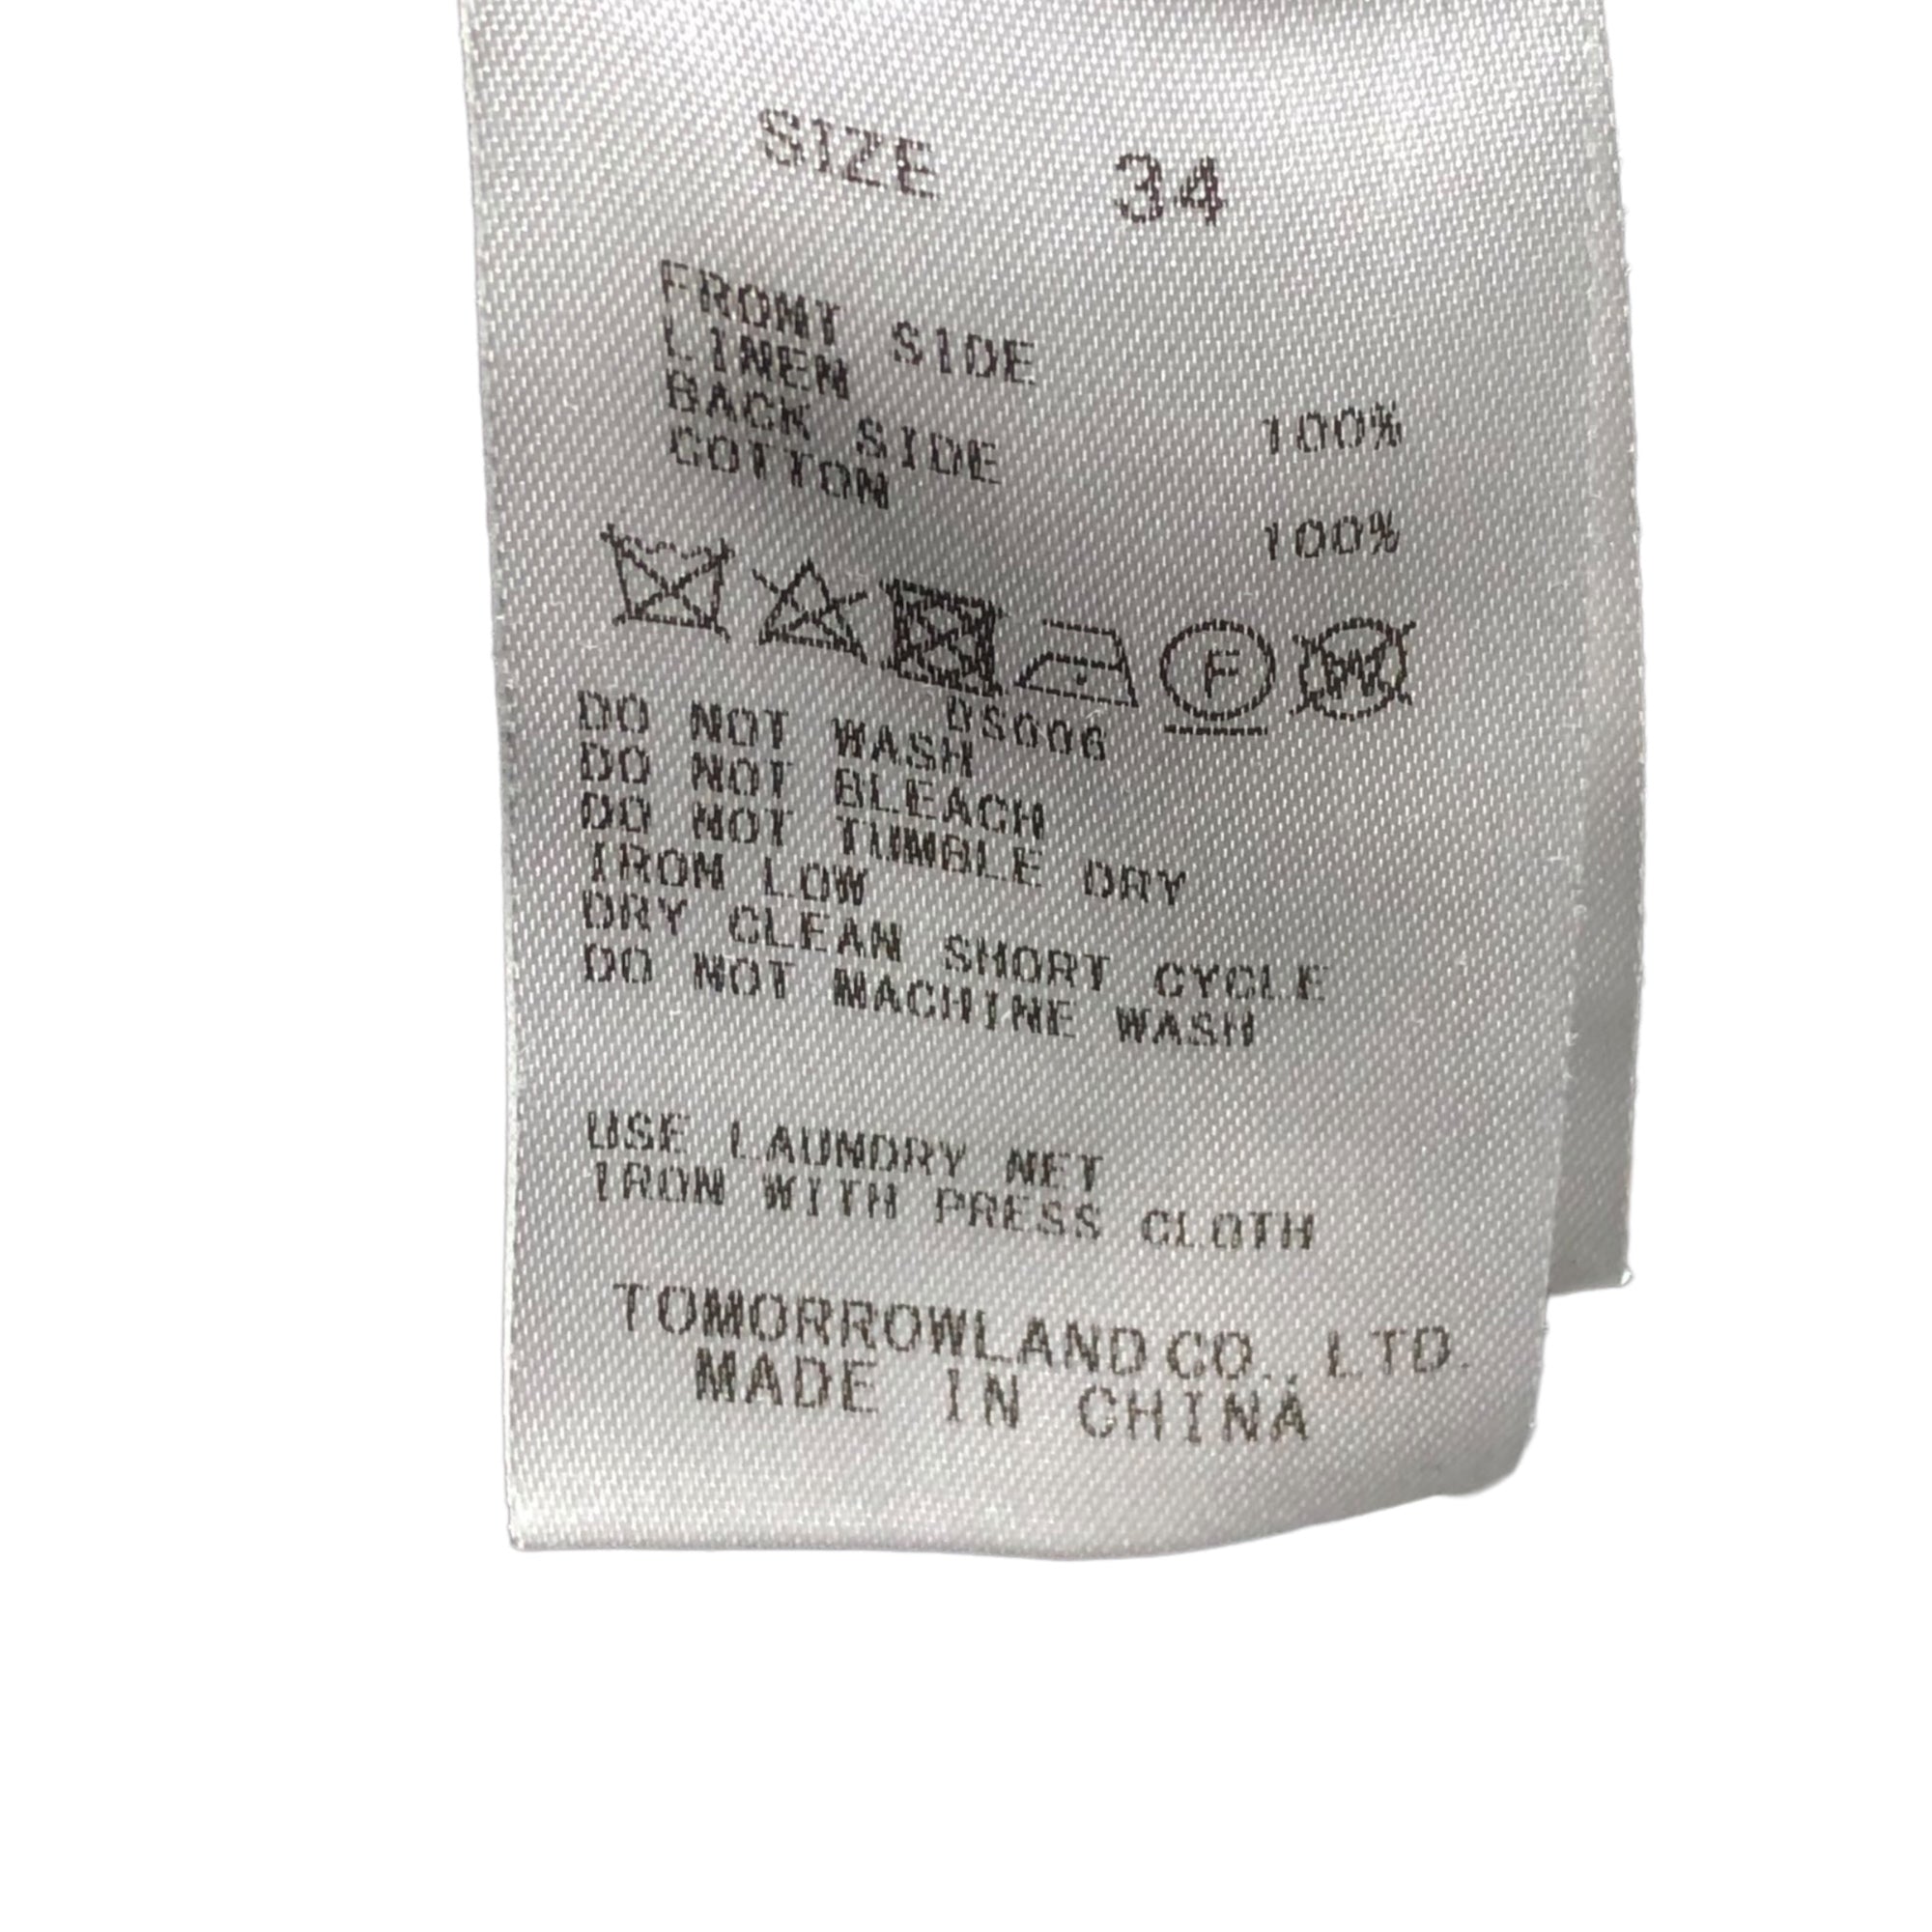 SIZE 34
FRONT SIDE
LINEN 100%
BACK SIDE
COTTON 100%
F
W
DS006
DO NOT WASH
DO NOT BLEACH
DO NOT TUMBLE DRY
IRON LOW
DRY CLEAN SHORT CYCLE
DO NOT MACHINE WASH
USE LAUNDRY NET
IRON WITH PRESS CLOTH
TOMORROWLAND CO., LTD.
MADE IN CHINA